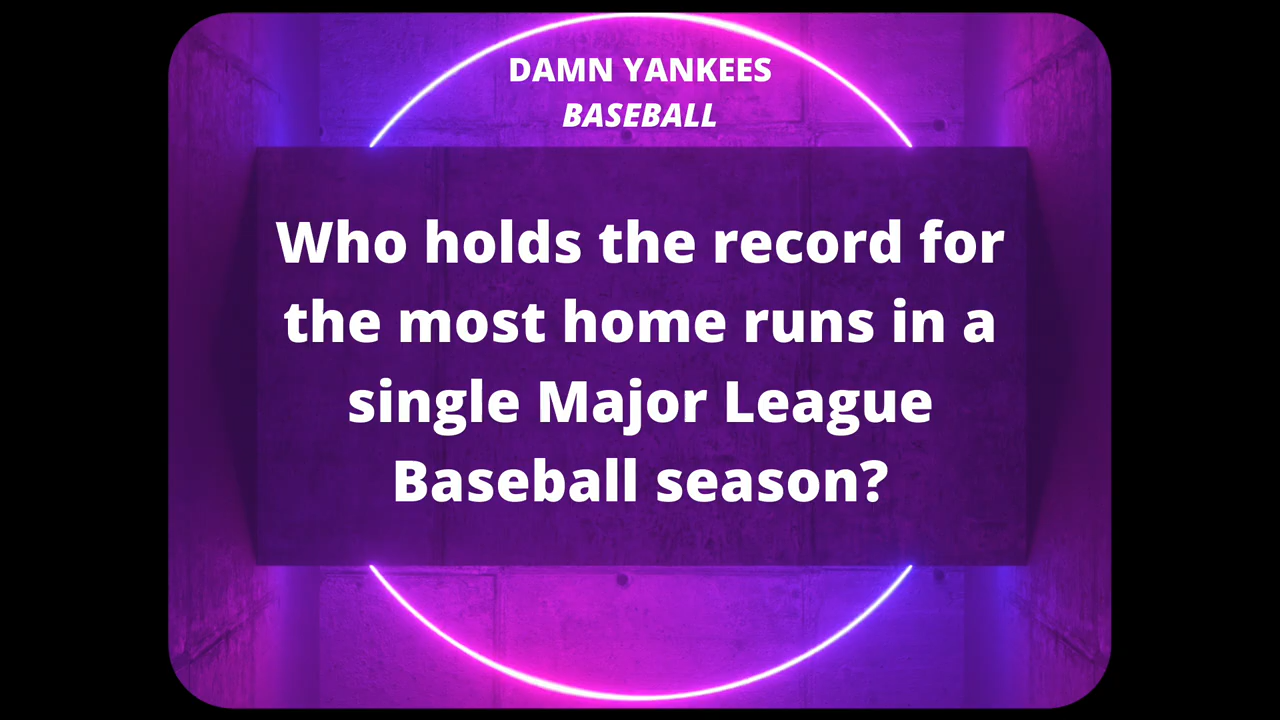 DAMN YANKEES
BASEBALL
Who holds the record for
the most home runs in a
single Major League
Baseball season?